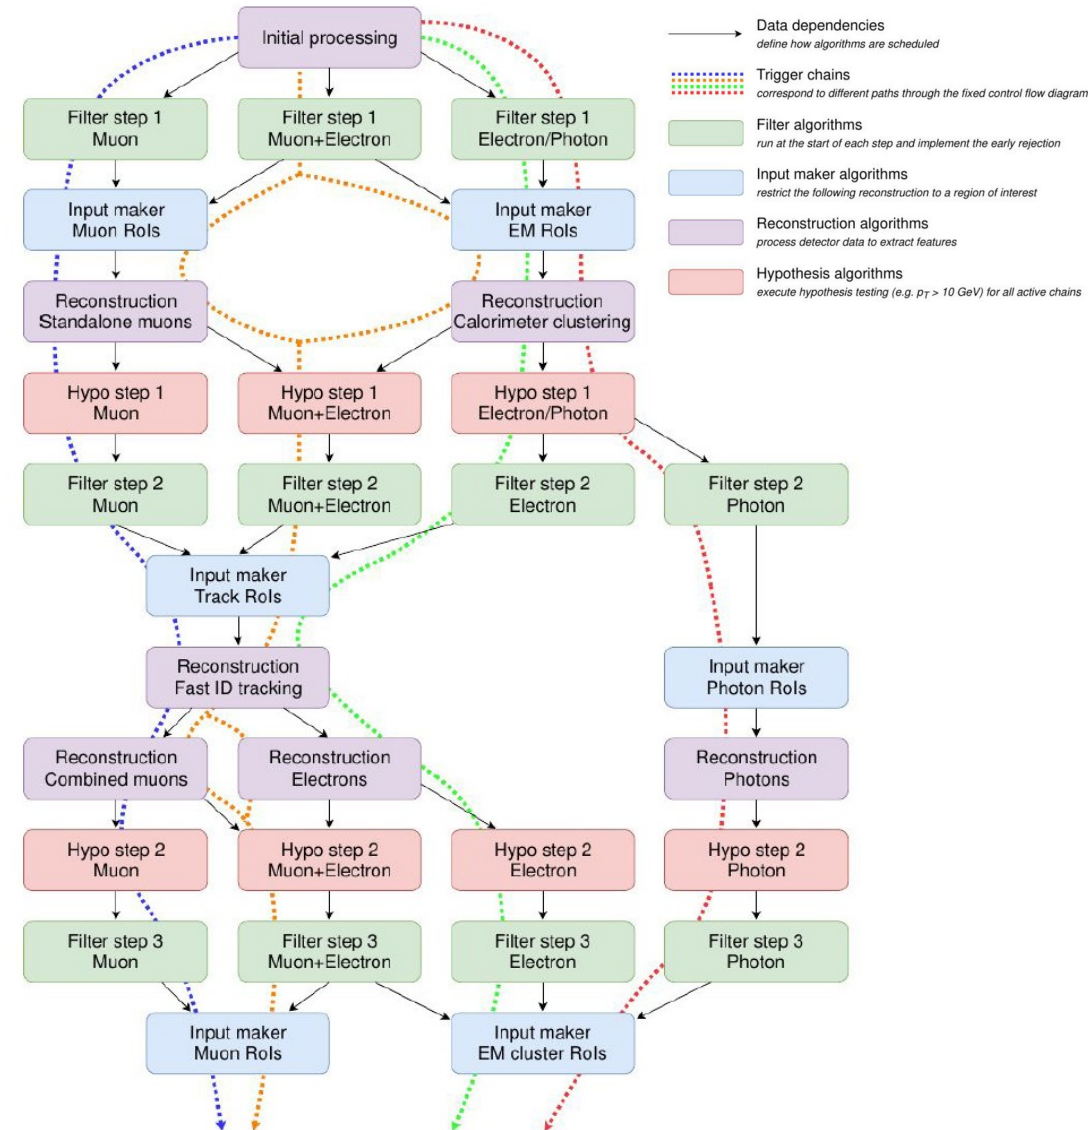 Initial processing
Filter step 1
Muon
Filter step 1
Muon+Electron
Filter step 1
Electron/Photon
Input maker
Muon RoIs
Input maker
EM RoIs
Reconstruction
Standalone muons
Reconstruction
Calorimeter clustering
Hypo step 1
Muon
Hypo step 1
Muon+Electron
Hypo step 1
Electron/Photon
Filter step 2
Muon
Filter step 2
Muon+Electron
Filter step 2
Electron
Filter step 2
Photon
Input maker
Track RoIs
Reconstruction
Fast ID tracking
Input maker
Photon RoIs
Reconstruction
Combined muons
Reconstruction
Electrons
Reconstruction
Photons
Hypo step 2
Muon
Hypo step 2
Muon+Electron
Hypo step 2
Electron
Hypo step 2
Photon
Filter step 3
Muon
Filter step 3
Muon+Electron
Filter step 3
Electron
Filter step 3
Photon
Input maker
Muon RoIs
Input maker
EM cluster RoIs
Data dependencies
define how algorithms are scheduled
Trigger chains
correspond to different paths through the fixed control flow diagram
Filter algorithms
run at the start of each step and implement the early rejection
Input maker algorithms
restrict the following reconstruction to a region of interest
Reconstruction algorithms
process detector data to extract features
Hypothesis algorithms
execute hypothesis testing (e.g. pT > 10 GeV) for all active chains